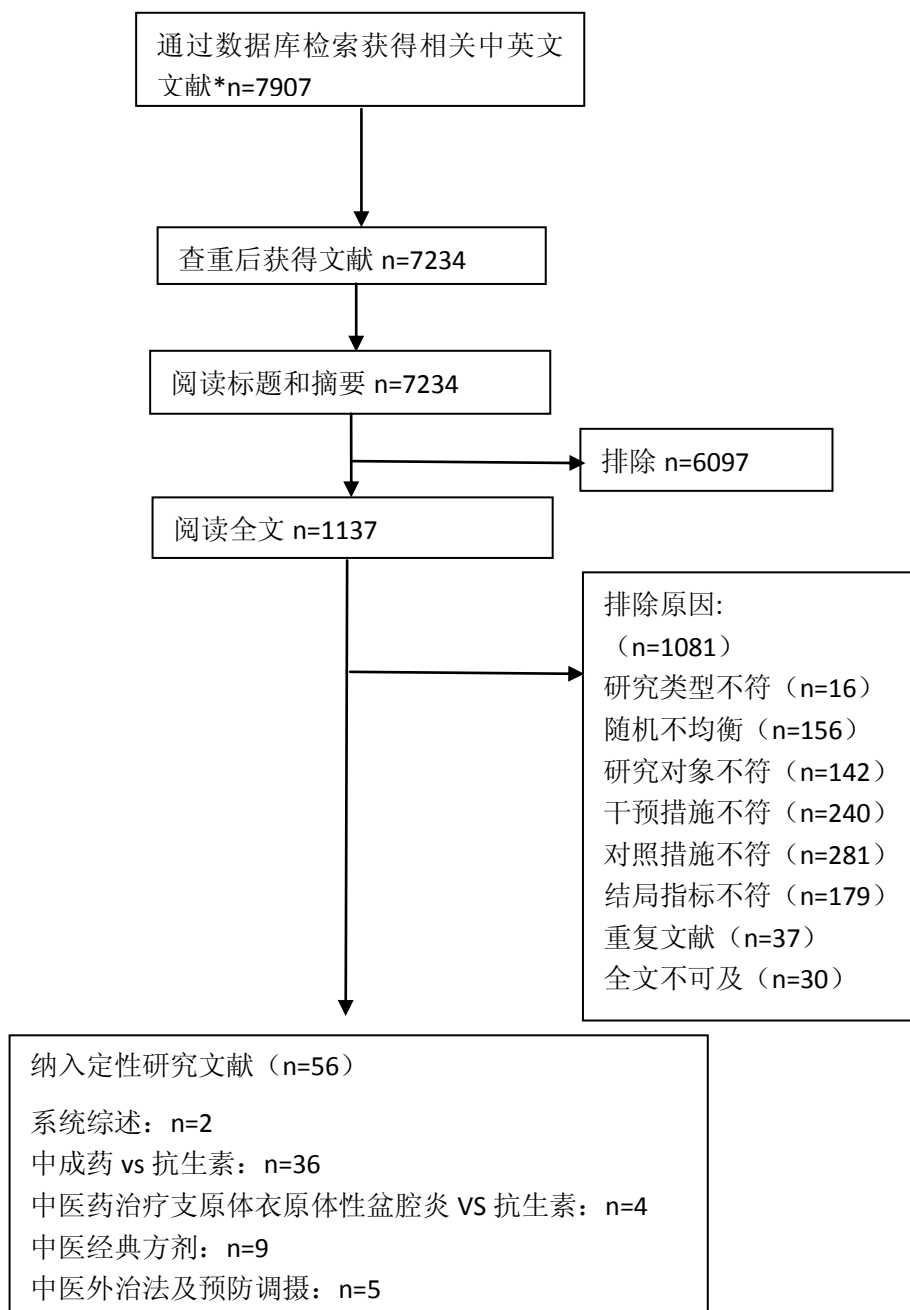 通过数据库检索获得相关中英文
文献*n=7907
查重后获得文献 n=7234
阅读标题和摘要 n=7234
排除 n=6097
阅读全文 n=1137
排除原因:
（n=1081）
研究类型不符（n=16）
随机不均衡（n=156）
研究对象不符（n=142）
干预措施不符（n=240）
对照措施不符（n=281）
结局指标不符（n=179）
重复文献（n=37）
全文不可及（n=30）
纳入定性研究文献（n=56）
系统综述：n=2
中成药 vs 抗生素：n=36
中医药治疗支原体衣原体性盆腔炎 VS 抗生素：n=4
中医经典方剂：n=9
中医外治法及预防调摄：n=5